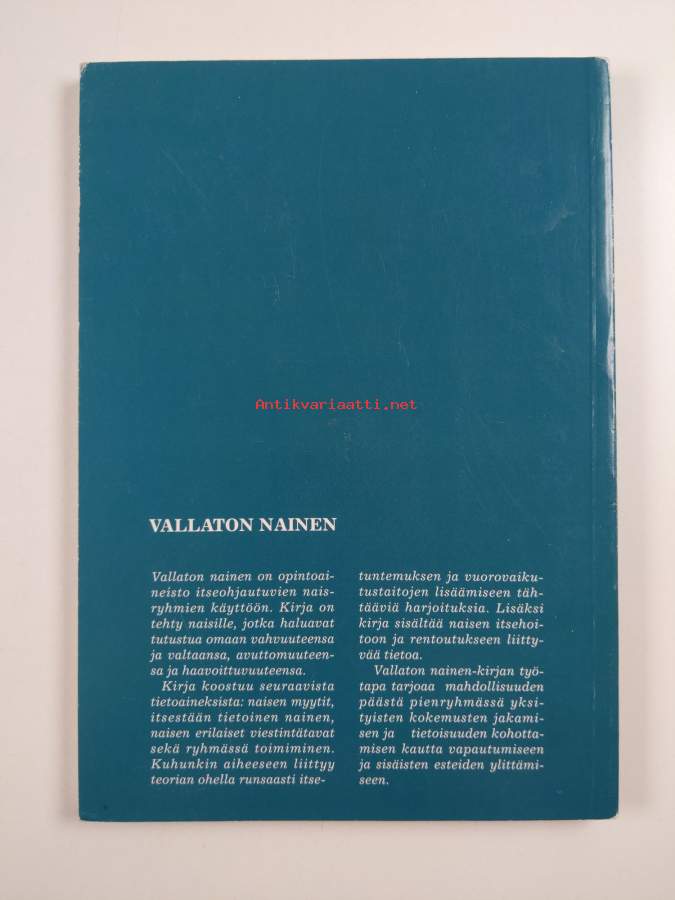 Antikvariaatti.net
VALLATON NAINEN
Vallaton nainen on opintoai-
neisto itseohjautuvien nais-
ryhmien käyttöön. Kirja on
tehty naisille, jotka haluavat
tutustua omaan vahvuuteensa
ja valtaansa, avuttomuuteen-
sa ja haavoittuvuuteensa.
Kirja koostuu seuraavista
tietoaineksista: naisen myytit,
itsestään tietoinen nainen,
naisen erilaiset viestintätavat
sekä ryhmässä toimiminen.
Kuhunkin aiheeseen liittyy
teorian ohella runsaasti itse-
tuntemuksen ja vuorovaiku-
tustaitojen lisäämiseen täh-
tääviä harjoituksia. Lisäksi
kirja sisältää naisen itsehoi-
toon ja rentoutukseen liitty-
vää tietoa.
Vallaton nainen-kirjan työ-
tapa tarjoaa mahdollisuuden
päästä pienryhmässä yksi-
tyisten kokemusten jakami-
sen ja tietoisuuden kohotta-
misen kautta vapautumiseen
ja sisäisten esteiden ylittämi-
seen.